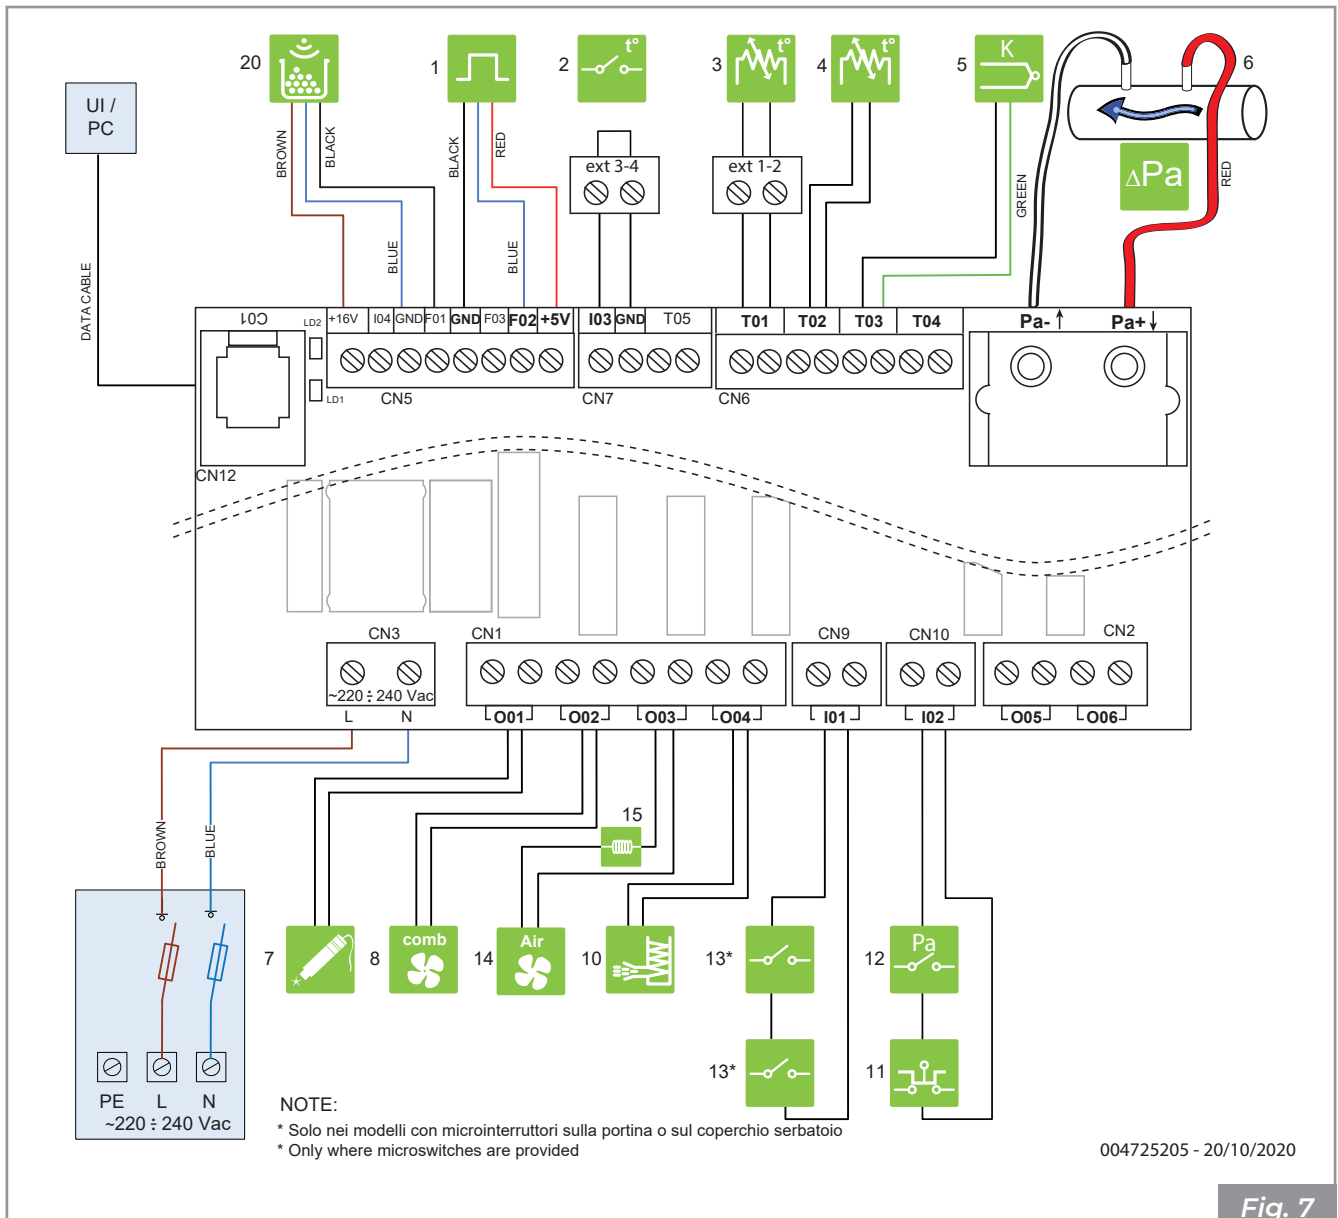 20
1
2
t°
3
t°
4
t°
5
K
6
UI /
PC
BROWN
BLACK
BLACK
RED
ext 3-4
ext 1-2
GREEN
ΔPa
RED
BLUE
BLUE
DATA CABLE
C01
LD2
+16V
I04
GND
F01
GND
F03
F02
+5V
I03
GND
T05
T01
T02
T03
T04
Pa- ↑
Pa+ ↓
LD1
CN5
CN7
CN6
CN12
CN3
CN1
CN9
CN10
CN2
~220 ÷ 240 Vac
L
N
O01
O02
O03
O04
I01
I02
O05
O06
BROWN
BLUE
15
7
8
comb
14
Air
10
13*
12
Pa
13*
11
PE
L
N
~220 ÷ 240 Vac
NOTE:
* Solo nei modelli con microinterruttori sulla portina o sul coperchio serbatoio
* Only where microswitches are provided
004725205 - 20/10/2020
Fig. 7